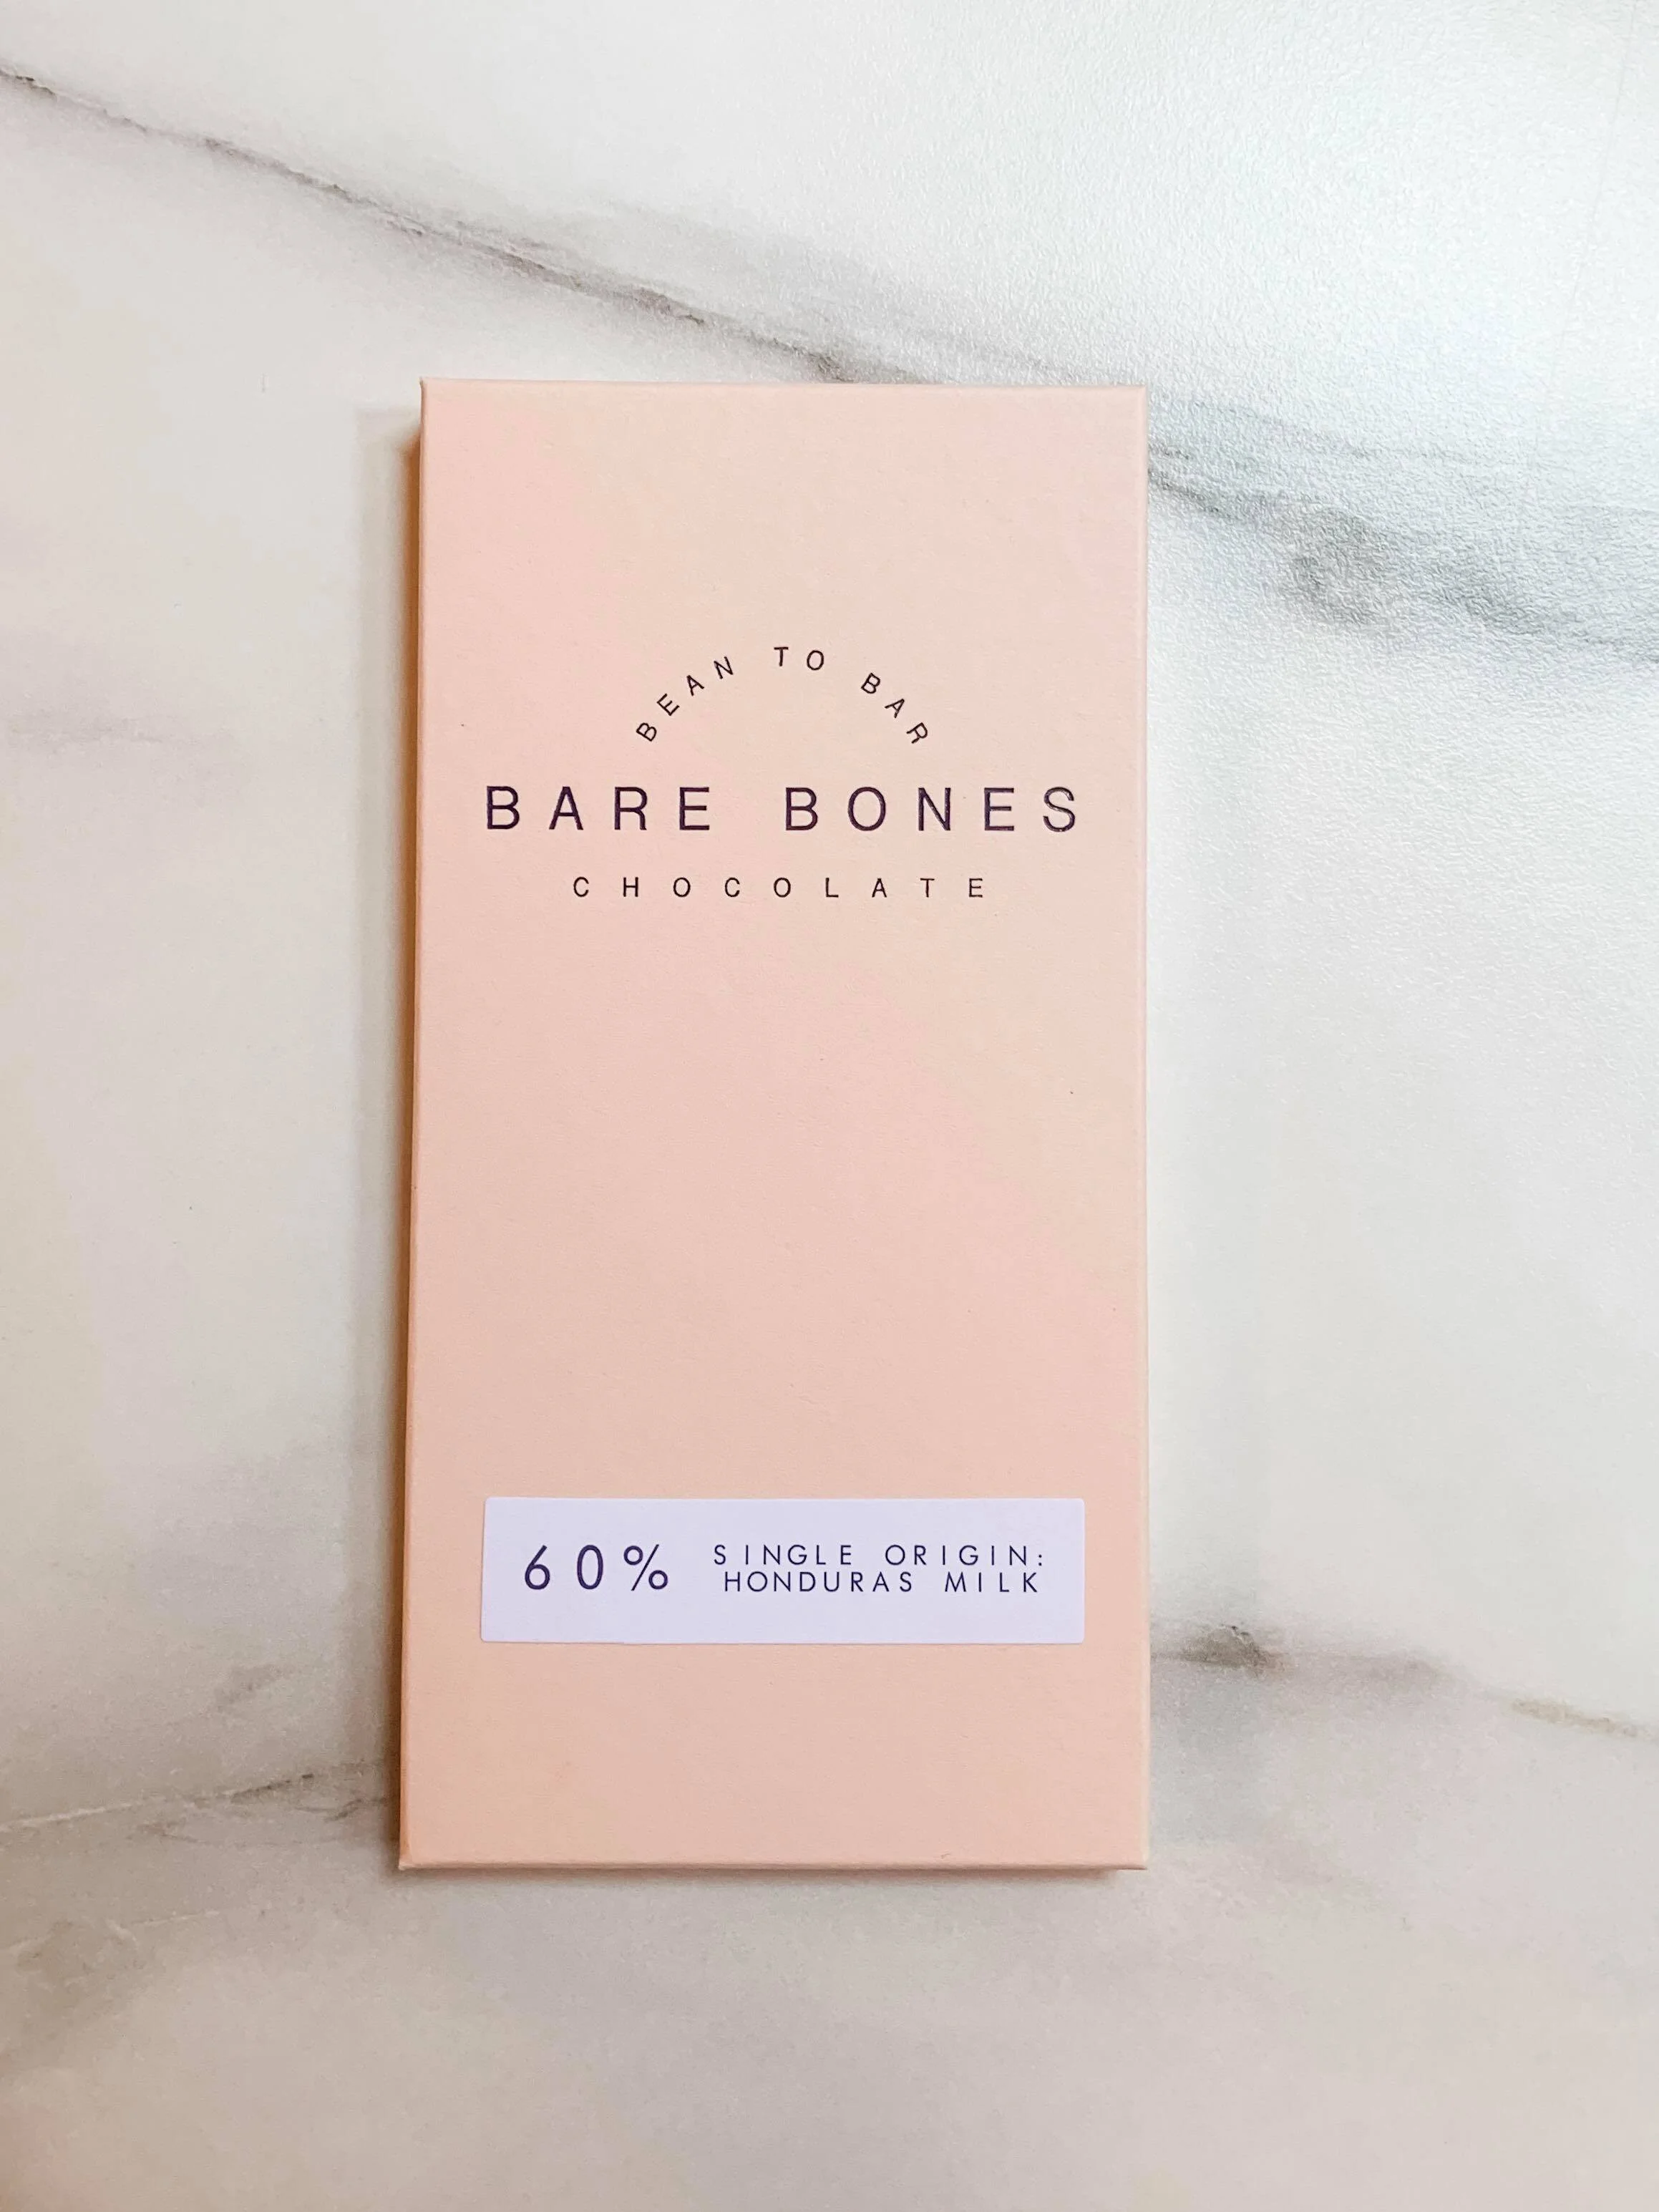 BEAN TO BAR
BARE BONES
CHOCOLATE
60% SINGLE ORIGIN:
HONDURAS MILK